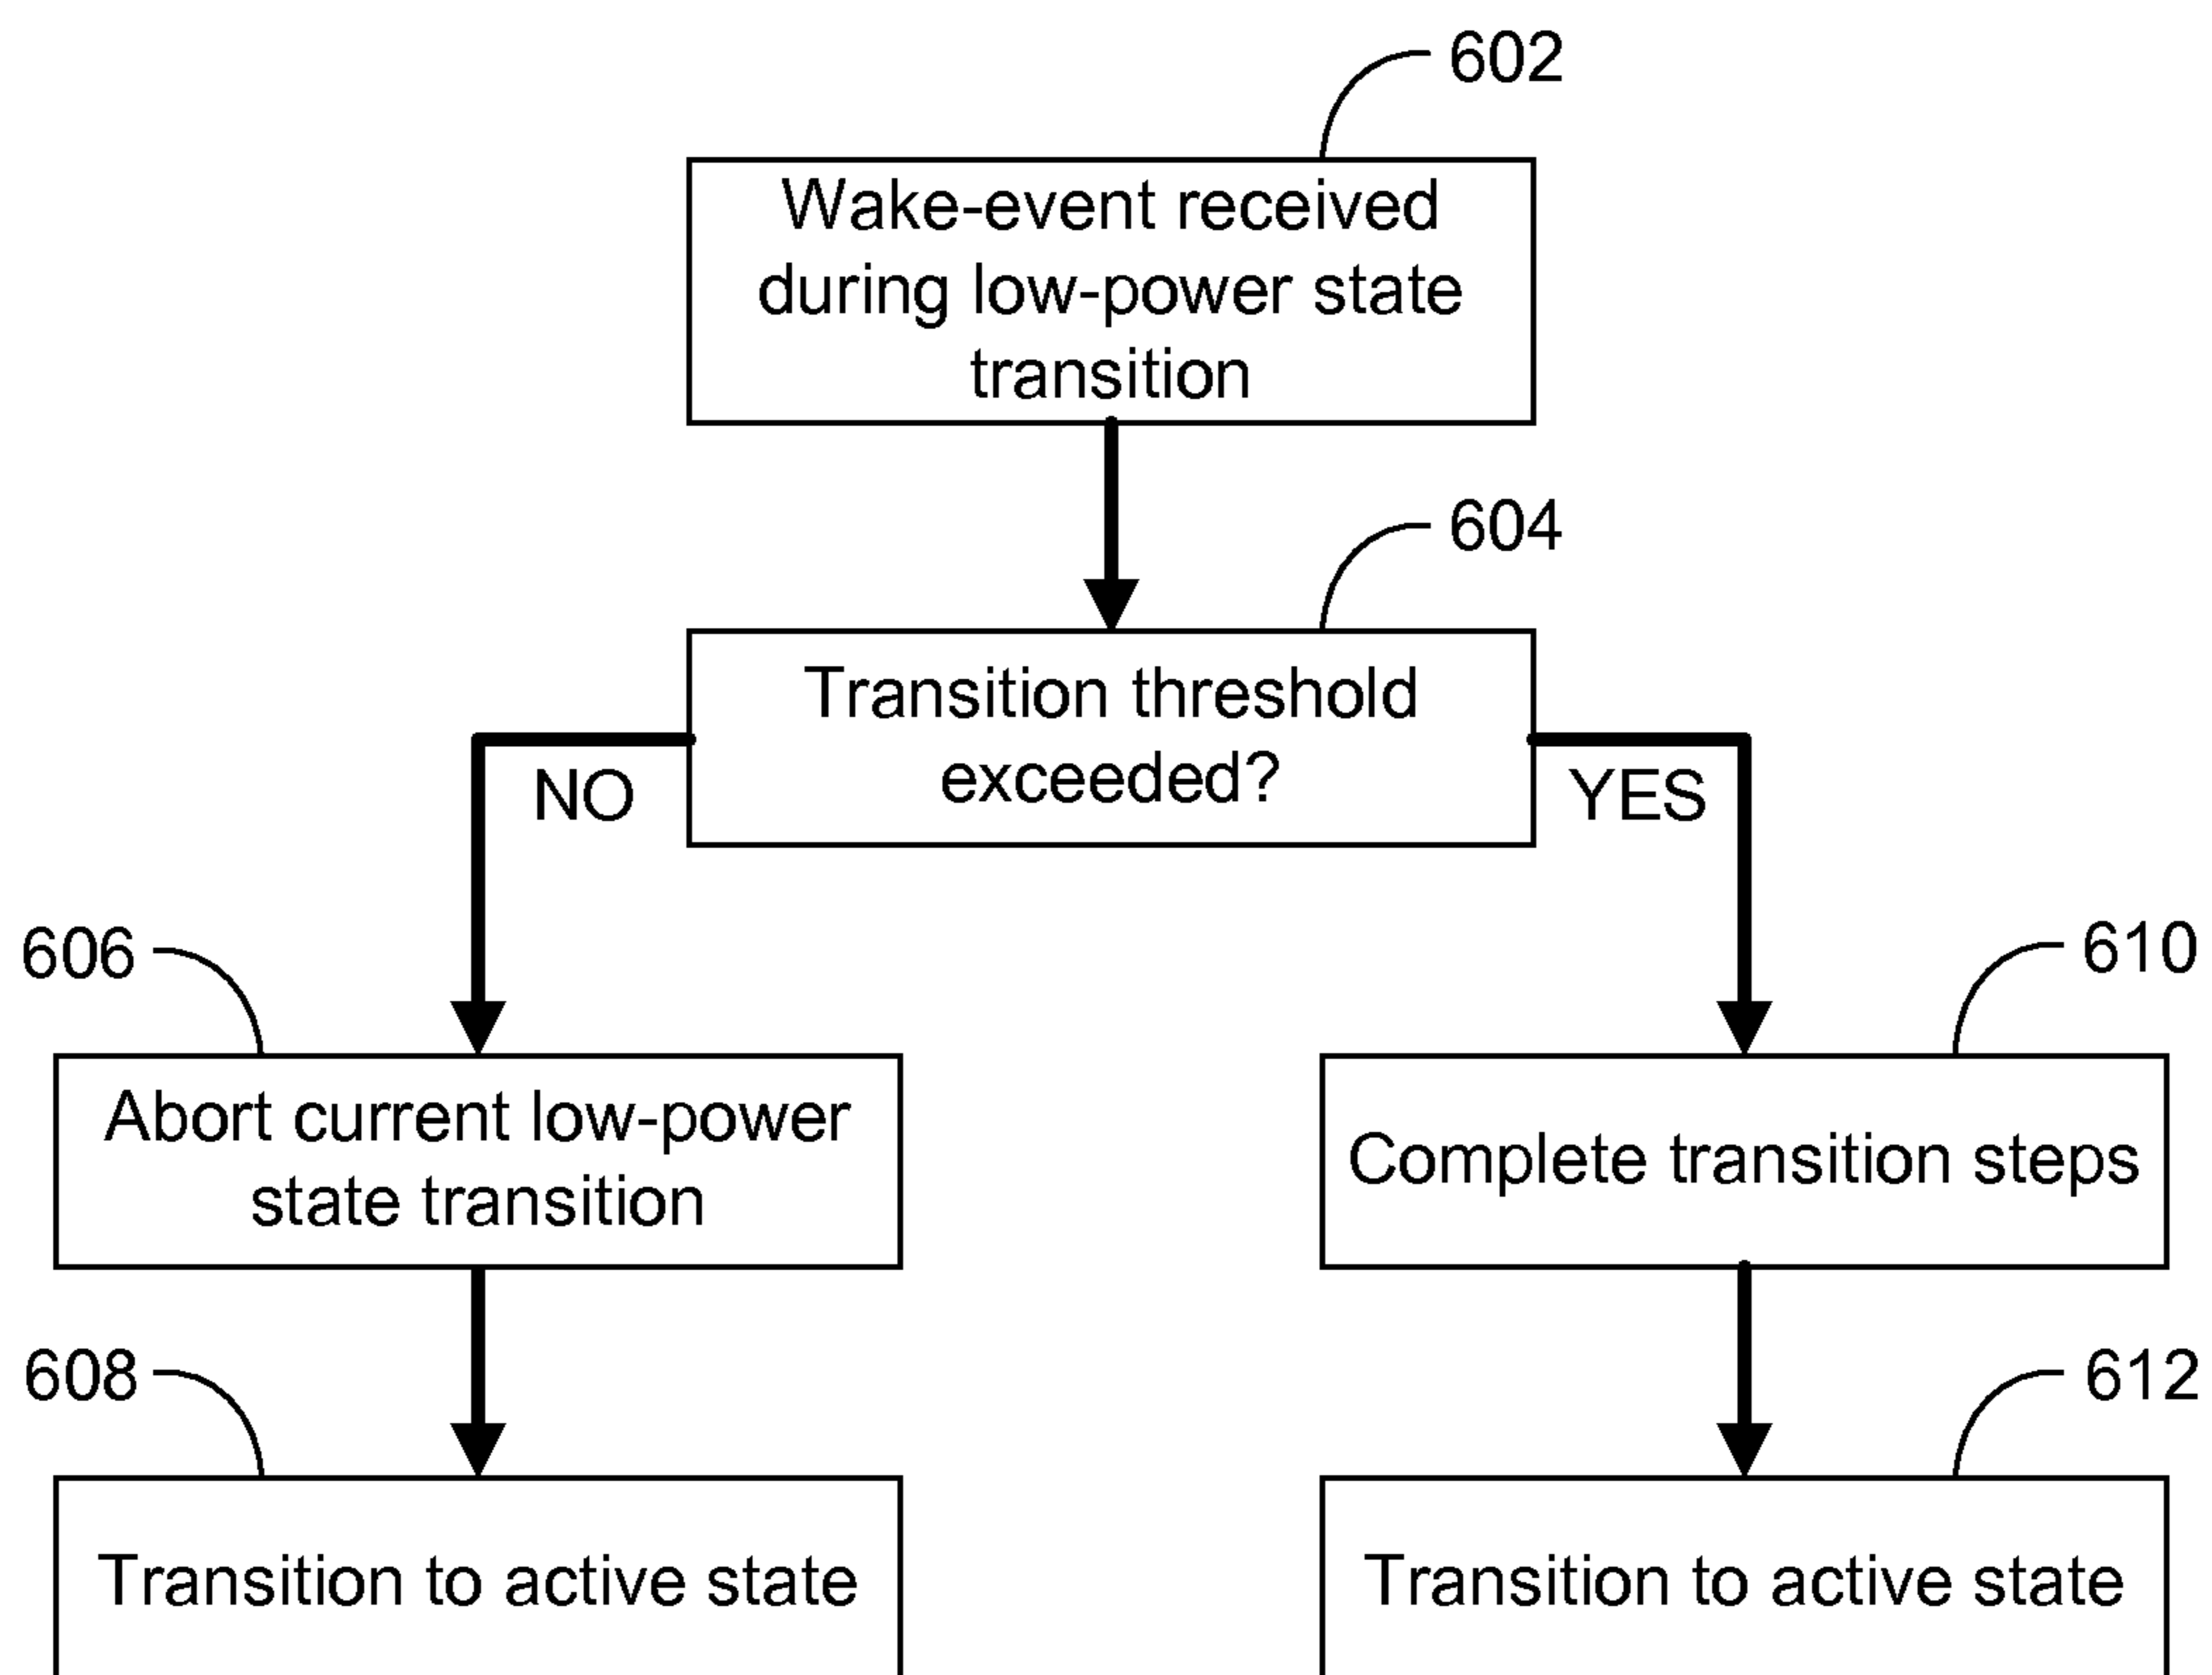 602
Wake-event received
during low-power state
transition
604
Transition threshold
exceeded?
NO
YES
606
610
Abort current low-power
state transition
Complete transition steps
608
612
Transition to active state
Transition to active state